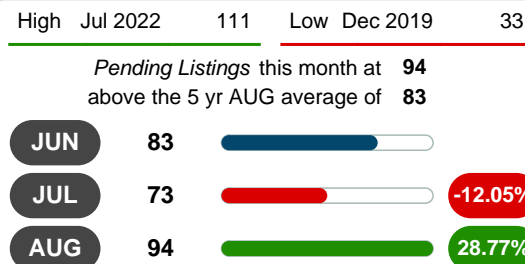 High Jul 2022 111 Low Dec 2019 33
Pending Listings this month at 94
above the 5 yr AUG average of 83
JUN 83
JUL 73 -12.05%
AUG 94 28.77%